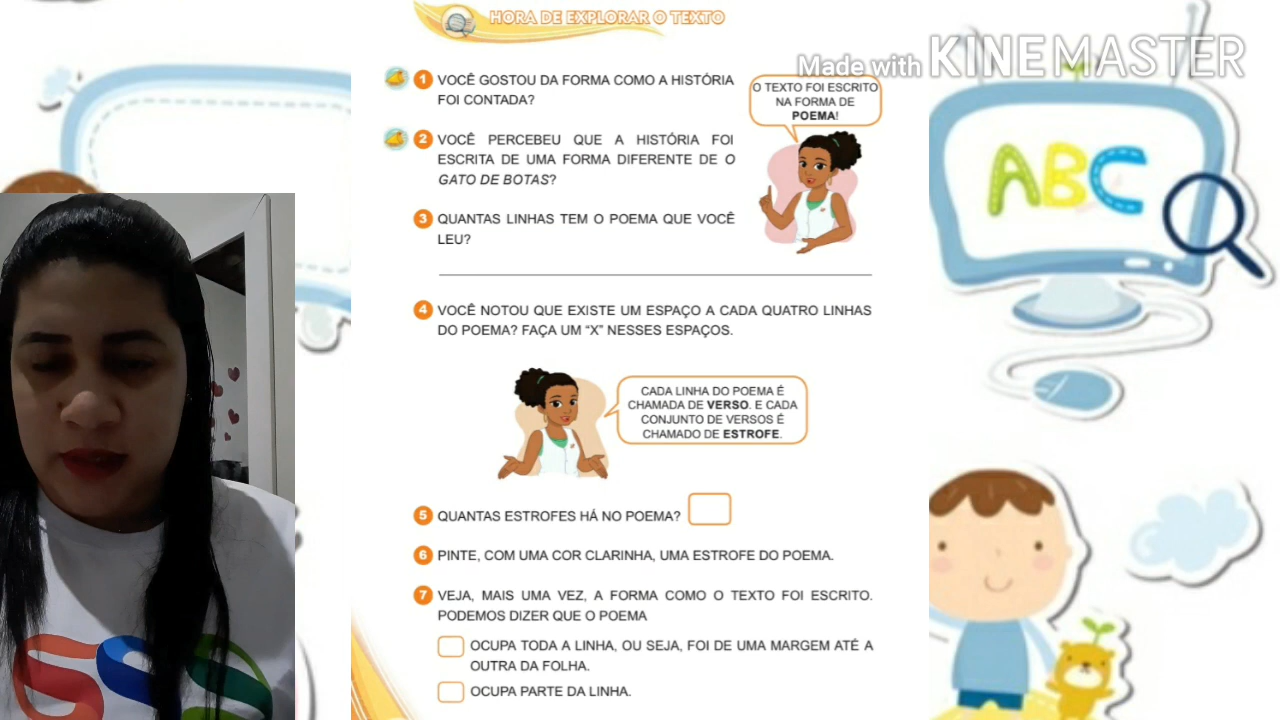 HORA DE EXPLORAR O TEXTO
Made with KINEMASTER
1 VOCÊ GOSTOU DA FORMA COMO A HISTÓRIA
FOI CONTADA?
O TEXTO FOI ESCRITO
NA FORMA DE
POEMA!
2 VOCÊ PERCEBEU QUE A HISTÓRIA FOI
ESCRITA DE UMA FORMA DIFERENTE DE O
GATO DE BOTAS?
3 QUANTAS LINHAS TEM O POEMA QUE VOCÊ
LEU?
4 VOCÊ NOTOU QUE EXISTE UM ESPAÇO A CADA QUATRO LINHAS
DO POEMA? FAÇA UM “X” NESSES ESPAÇOS.
CADA LINHA DO POEMA É
CHAMADA DE VERSO. E CADA
CONJUNTO DE VERSOS É
CHAMADO DE ESTROFE.
5 QUANTAS ESTROFES HÁ NO POEMA?
6 PINTE, COM UMA COR CLARINHA, UMA ESTROFE DO POEMA.
7 VEJA, MAIS UMA VEZ, A FORMA COMO O TEXTO FOI ESCRITO.
PODEMOS DIZER QUE O POEMA
OCUPA TODA A LINHA, OU SEJA, FOI DE UMA MARGEM ATÉ A
OUTRA DA FOLHA.
OCUPA PARTE DA LINHA.
ABC